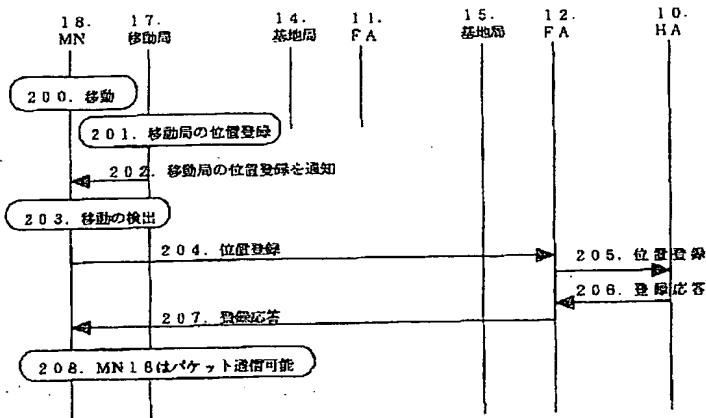 18. 17. 14. 11. 15. 12. 10.
MN 移動局 基地局 FA 基地局 FA HA
200. 移動
201. 移動局の位置登録
202. 移動局の位置登録を通知
203. 移動の検出
204. 位置登録
205. 位置登録
206. 登録応答
207. 登録応答
208. MN18はパケット通信可能